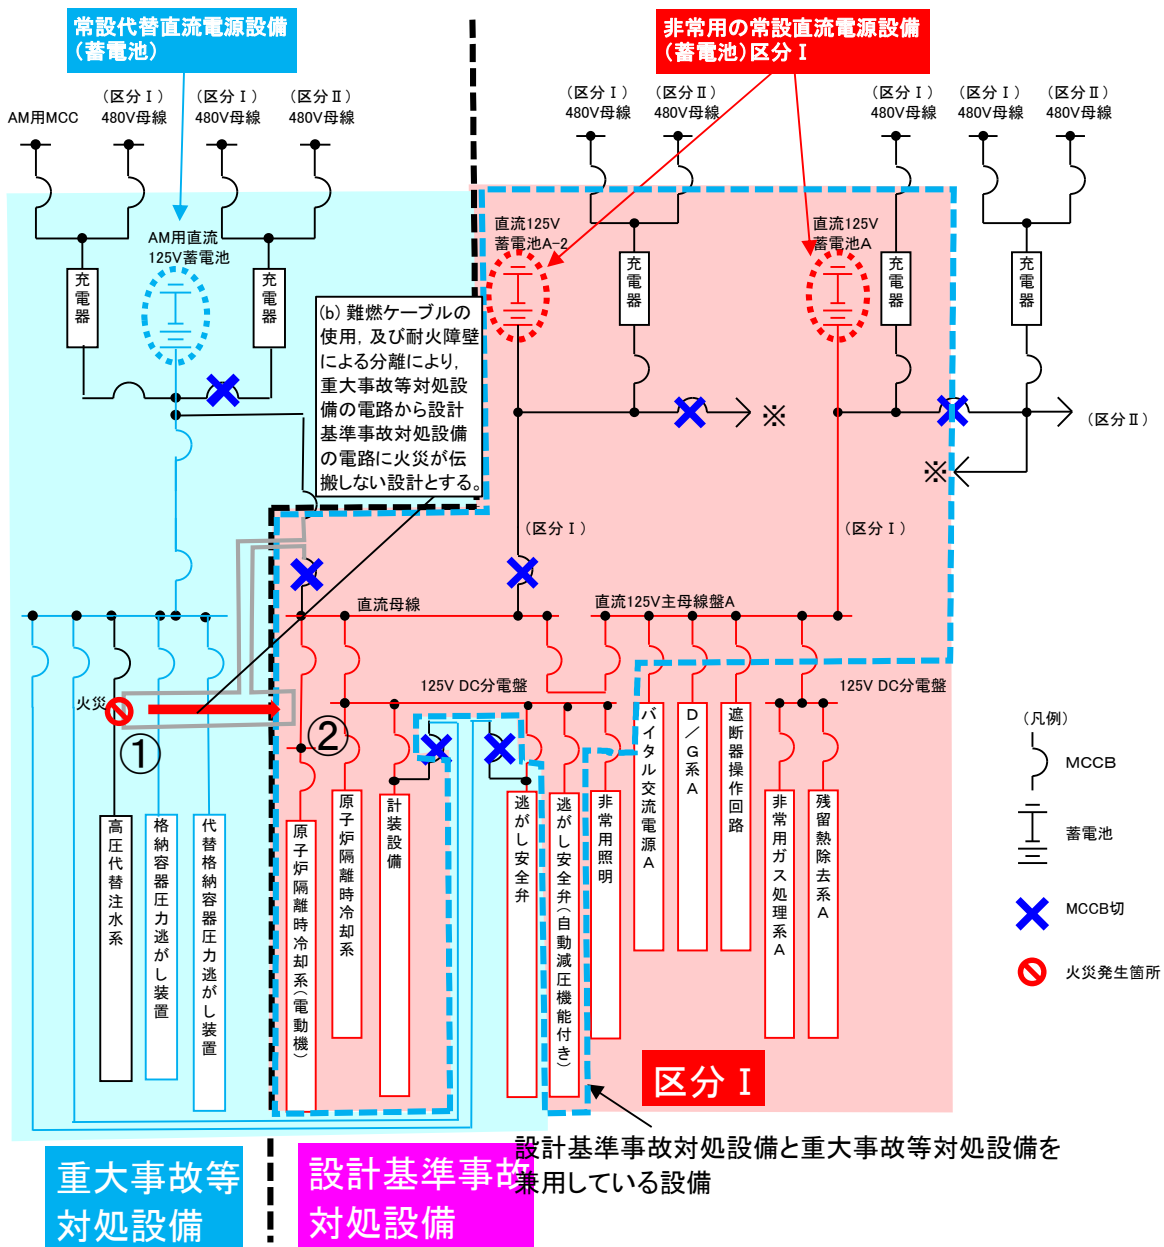 常設代替直流電源設備
(蓄電池)
非常用の常設直流電源設備
(蓄電池)区分Ⅰ
AM用MCC
(区分Ⅰ)
480V母線
(区分Ⅰ)
480V母線
(区分Ⅱ)
480V母線
(区分Ⅰ)
480V母線
(区分Ⅱ)
480V母線
(区分Ⅰ)
480V母線
(区分Ⅰ)
480V母線
(区分Ⅱ)
480V母線
AM用直流
125V蓄電池
直流125V
蓄電池A-2
直流125V
蓄電池A
充電器
充電器
充電器
充電器
充電器
(b) 難燃ケーブルの
使用, 及び耐火障壁
による分離により,
重大事故等対処設
備の電路から設計
基準事故対処設備
の電路に火災が伝
搬しない設計とする。
※
(区分Ⅱ)
※
(区分Ⅰ)
(区分Ⅰ)
直流母線
直流125V主母線盤A
125V DC分電盤
125V DC分電盤
火災
①
②
高圧代替注水系
格納容器圧力逃がし装置
代替格納容器圧力逃がし装置
原子炉隔離時冷却系(電動機)
原子炉隔離時冷却系
計装設備
逃がし安全弁
逃がし安全弁(自動減圧機能付き)
非常用照明
バイタル交流電源A
D/G系A
遮断器操作回路
非常用ガス処理系A
残留熱除去系A
(凡例)
MCCB
蓄電池
MCCB切
火災発生箇所
区分Ⅰ
設計基準事故対処設備と重大事故等対処設備を
兼用している設備
重大事故等
対処設備
設計基準事故
対処設備